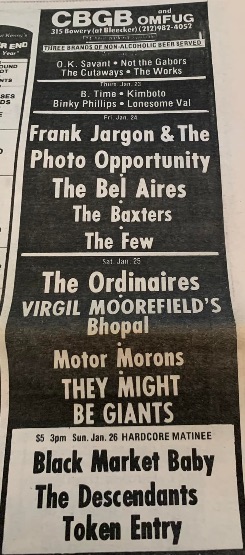 CBGB and
OMFUG
315 Bowery (at Bleecker) (212) 982-4052
THREE BRANDS OF NON-ALCOHOLIC BEER SERVED
O.K. Savant • Not the Gabors
The Cutaways • The Works
Thurs. Jan. 23
B. Time • Kimboto
Binky Phillips • Lonesome Val
Fri. Jan. 24
Frank Jargon & The
Photo Opportunity
The Bel Aires
The Baxters
The Few
Sat. Jan. 25
The Ordinaires
VIRGIL MOOREFIELD'S
Bhopal
Motor Morons
THEY MIGHT
BE GIANTS
$5 3pm Sun. Jan. 26 HARDCORE MATINEE
Black Market Baby
The Descendants
Token Entry